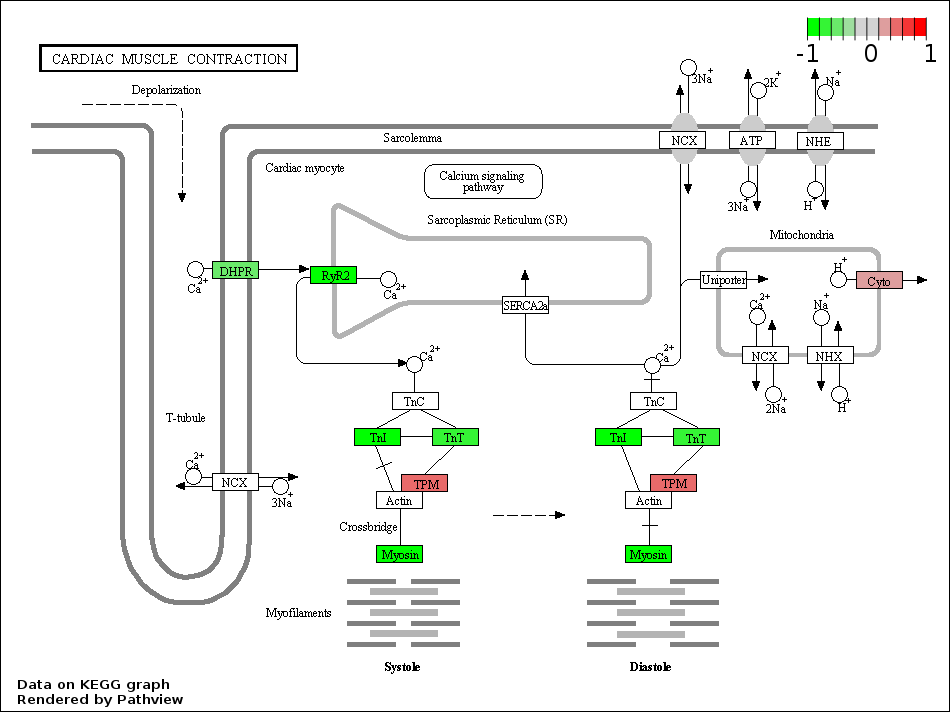 -1 0 1
CARDIAC MUSCLE CONTRACTION
Depolarization
3Na+
2K+
Na+
Sarcolemma
NCX
ATP
NHE
Cardiac myocyte
Calcium signaling
pathway
3Na+
H+
Sarcoplasmic Reticulum (SR)
Mitochondria
Ca2+
DHPR
RyR2
Ca2+
SERCA2a
Uniporter
H+
Cyto
Ca2+
Na+
NCX
NHX
2Na+
H+
Ca2+
Ca2+
TnC
TnC
T-tubule
TnI
TnT
TnI
TnT
Ca2+
NCX
3Na+
TPM
Actin
TPM
Actin
Crossbridge
Myosin
Myosin
Myofilaments
Systole
Diastole
Data on KEGG graph
Rendered by Pathview